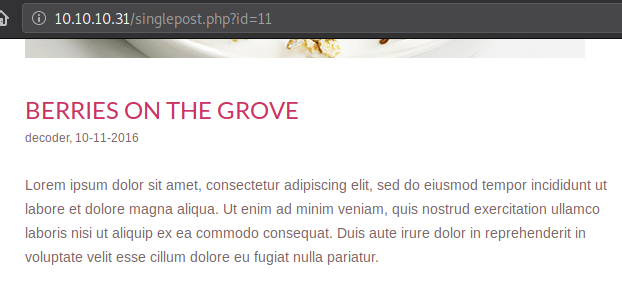 10.10.10.31/singlepost.php?id=11
BERRIES ON THE GROVE
decoder, 10-11-2016
Lorem ipsum dolor sit amet, consectetur adipiscing elit, sed do eiusmod tempor incididunt ut
labore et dolore magna aliqua. Ut enim ad minim veniam, quis nostrud exercitation ullamco
laboris nisi ut aliquip ex ea commodo consequat. Duis aute irure dolor in reprehenderit in
voluptate velit esse cillum dolore eu fugiat nulla pariatur.